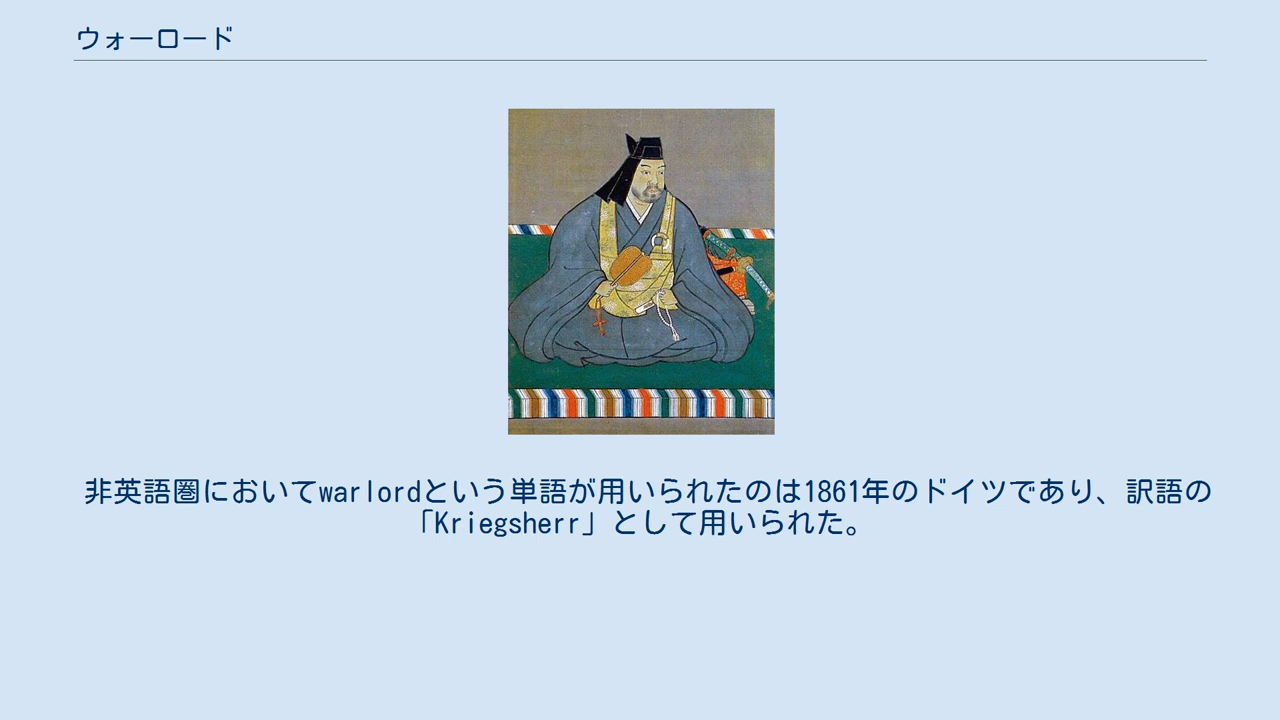 ウォーロード
非英語圏においてwarlordという単語が用いられたのは1861年のドイツであり、訳語の
「Kriegsherr」として用いられた。